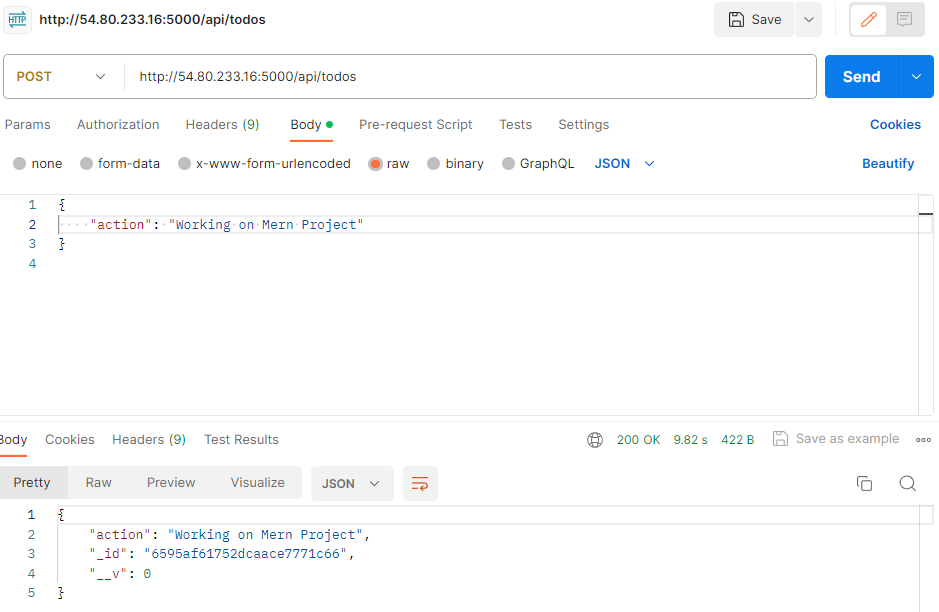 HTTP http://54.80.233.16:5000/api/todos Save
POST http://54.80.233.16:5000/api/todos Send
Params Authorization Headers (9) Body Pre-request Script Tests Settings Cookies
none form-data x-www-form-urlencoded raw binary GraphQL JSON Beautify
1 {
2 ····"action":·"Working·on·Mern·Project"
3 }
4
Body Cookies Headers (9) Test Results 200 OK 9.82 s 422 B Save as example
Pretty Raw Preview Visualize JSON
1 {
2 "action": "Working on Mern Project",
3 "_id": "6595af61752dcaace7771c66",
4 "__v": 0
5 }